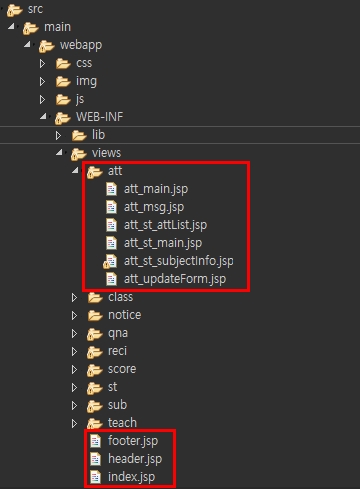 src
main
webapp
css
img
js
WEB-INF
lib
views
att
att_main.jsp
att_msg.jsp
att_st_attList.jsp
att_st_main.jsp
att_st_subjectInfo.jsp
att_updateForm.jsp
class
notice
qna
reci
score
st
sub
teach
footer.jsp
header.jsp
index.jsp